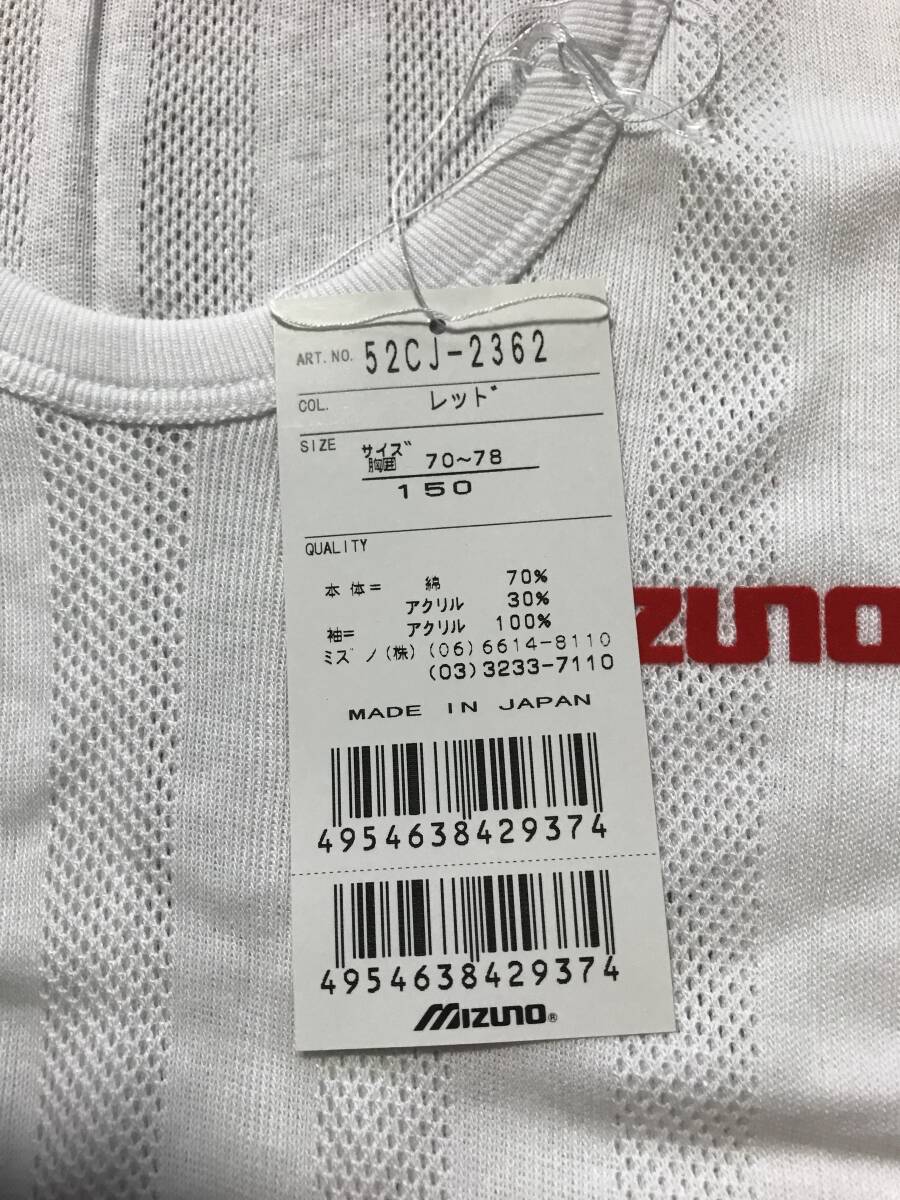 ART.NO. 52CJ-2362
COL. レッド
SIZE サイズ
胸囲 70~78
150
QUALITY
本体= 綿 70%
アクリル 30%
袖= アクリル 100%
ミズノ(株) (06)6614-8110
(03)3233-7110
MADE IN JAPAN
4954638429374
4954638429374
MIZUNO®
ZUNO